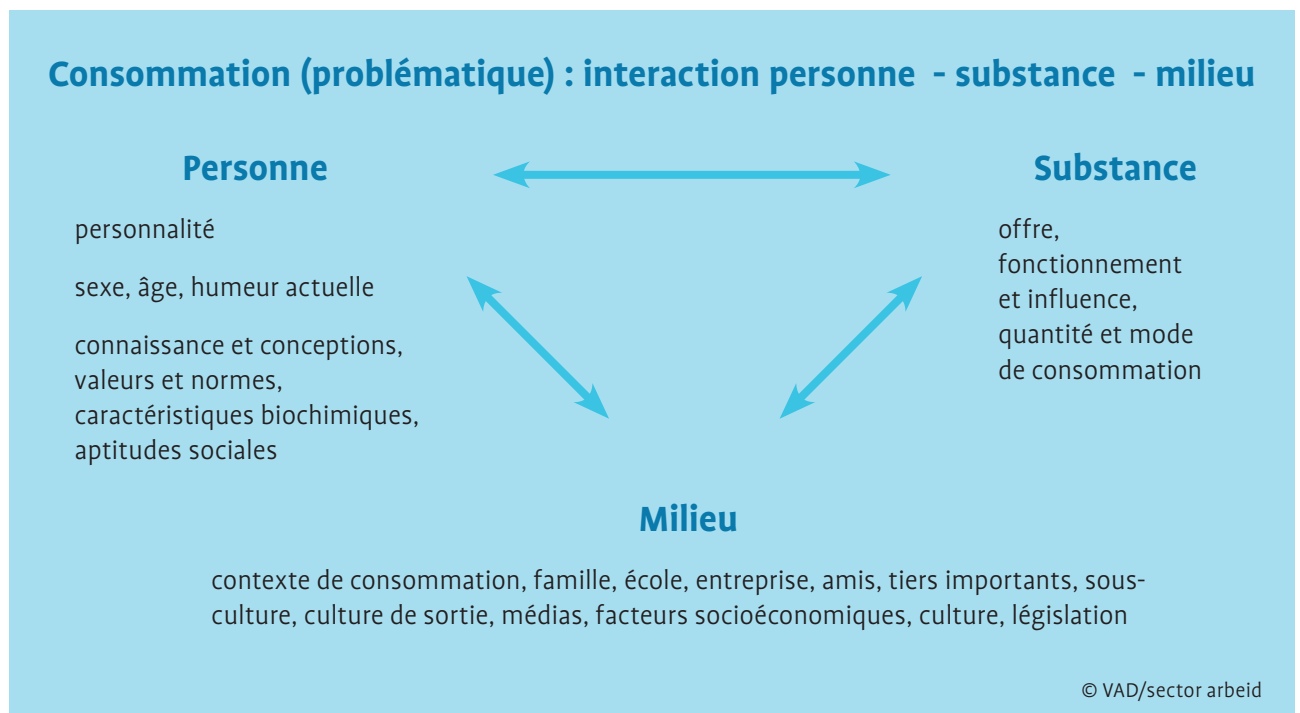 Consommation (problématique) : interaction personne - substance - milieu
Personne
personnalité
sexe, âge, humeur actuelle
connaissance et conceptions,
valeurs et normes,
caractéristiques biochimiques,
aptitudes sociales
Substance
offre,
fonctionnement
et influence,
quantité et mode
de consommation
Milieu
contexte de consommation, famille, école, entreprise, amis, tiers importants, sous-
culture, culture de sortie, médias, facteurs socioéconomiques, culture, législation
© VAD/sector arbeid